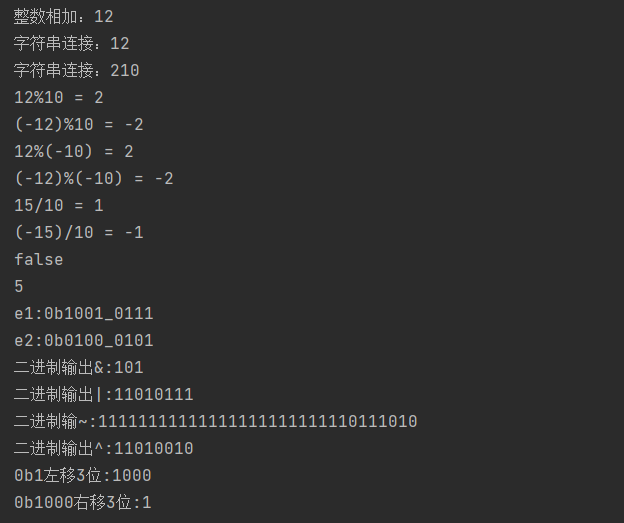 整数相加：12
字符串连接：12
字符串连接：210
12%10 = 2
(-12)%10 = -2
12%(-10) = 2
(-12)%(-10) = -2
15/10 = 1
(-15)/10 = -1
false
5
e1:0b1001_0111
e2:0b0100_0101
二进制输出&:101
二进制输出|:11010111
二进制输~:11111111111111111111111110111010
二进制输出^:11010010
0b1左移3位:1000
0b1000右移3位:1